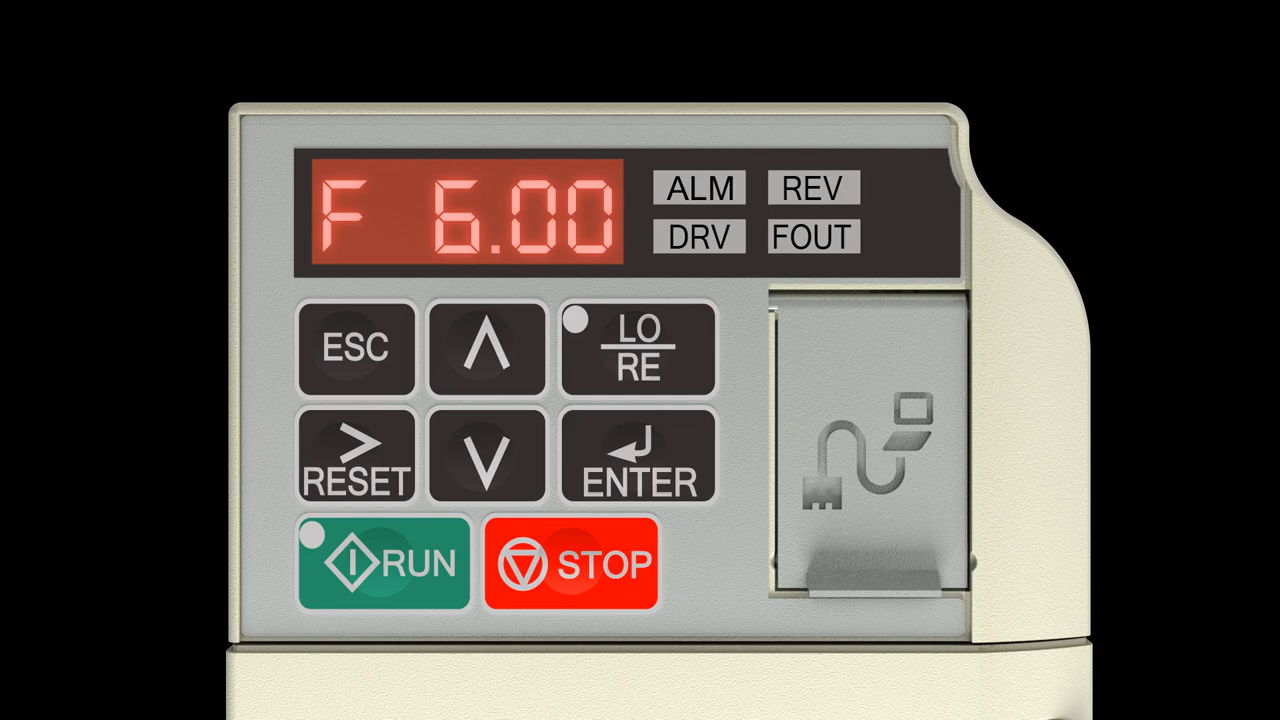 F 6.00
ALM REV
DRV FOUT
ESC
LO
RE
RESET
ENTER
RUN
STOP